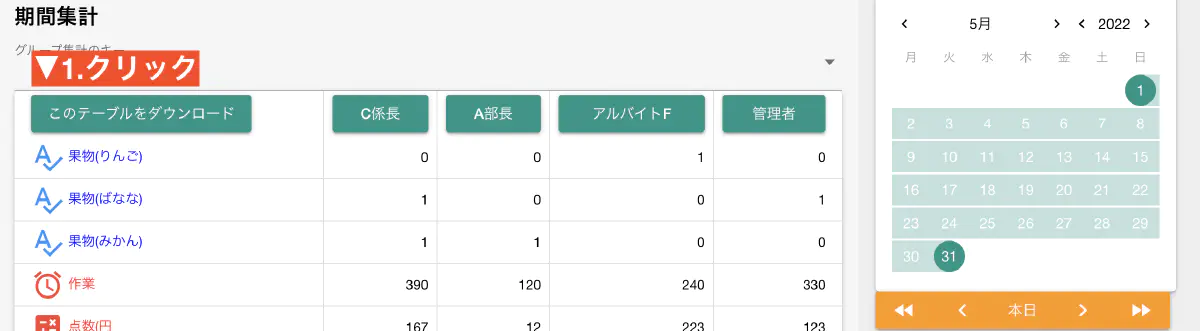 期間集計
グループ集計のキー
▼1.クリック
このテーブルをダウンロード C係長 A部長 アルバイトF 管理者
果物(りんご) 0 0 1 0
果物(ばなな) 1 0 0 1
果物(みかん) 1 1 0 0
作業 390 120 240 330
点数(円 167 12 223 123
5月 2022
月 火 水 木 金 土 日
1
2 3 4 5 6 7 8
9 10 11 12 13 14 15
16 17 18 19 20 21 22
23 24 25 26 27 28 29
30 31
本日